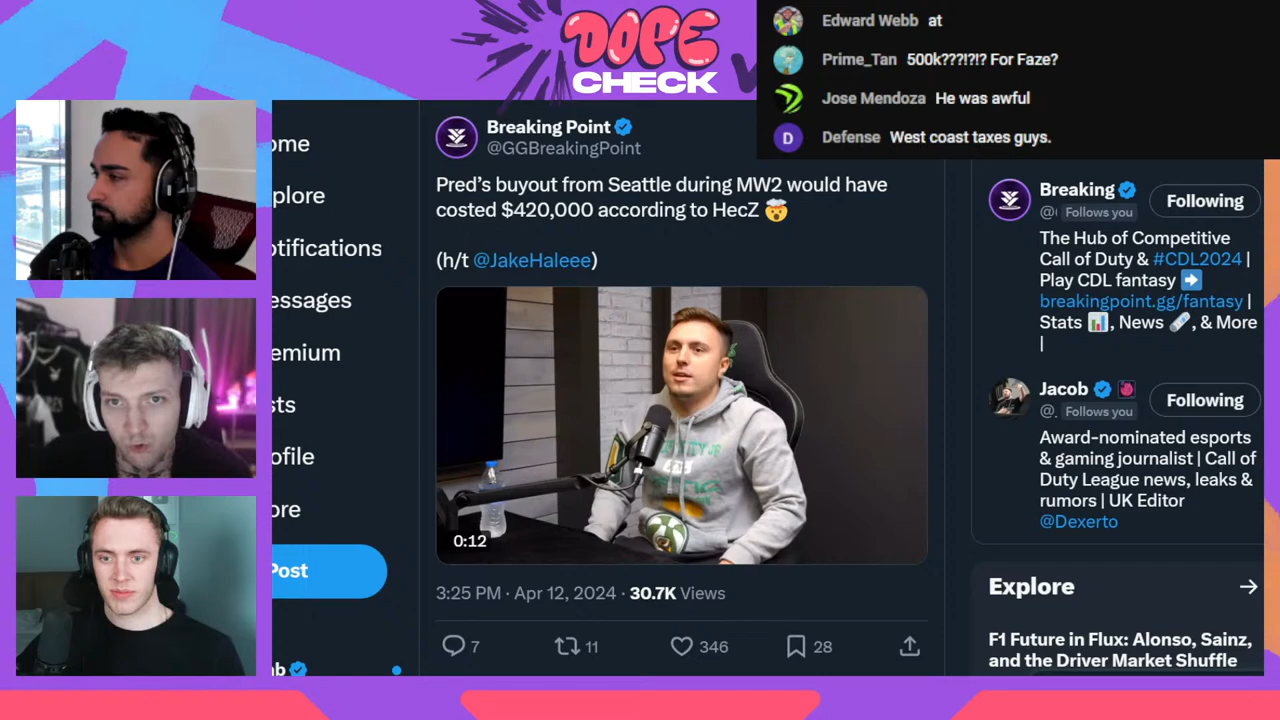 DOPE
CHECK
Edward Webb at
Prime_Tan 500k???!?!? For Faze?
Jose Mendoza He was awful
D Defense West coast taxes guys.
ome
plore
otifications
essages
emium
sts
ofile
ore
Post
nb
Breaking Point
@GGBreakingPoint
Pred’s buyout from Seattle during MW2 would have
costed $420,000 according to HecZ 🤯
(h/t @JakeHaleee)
0:12
3:25 PM · Apr 12, 2024 · 30.7K Views
7 11 346 28
Breaking
@ Follows you
Following
The Hub of Competitive
Call of Duty & #CDL2024 |
Play CDL fantasy ➡️
breakingpoint.gg/fantasy |
Stats 📊, News 🗞️, & More
|
Jacob
@ Follows you
Following
Award-nominated esports
& gaming journalist | Call of
Duty League news, leaks &
rumors | UK Editor
@Dexerto
Explore
F1 Future in Flux: Alonso, Sainz,
and the Driver Market Shuffle